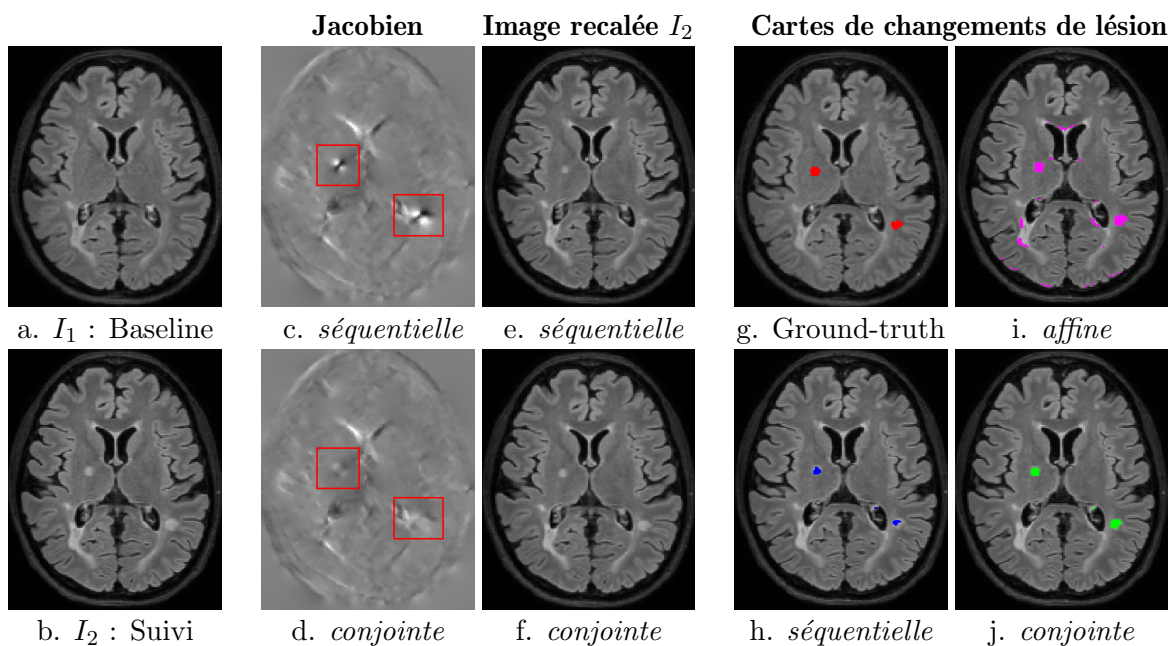 Jacobien
Image recalée I₂
Cartes de changements de lésion
a. I₁ : Baseline
c. séquentielle
e. séquentielle
g. Ground-truth
i. affine
b. I₂ : Suivi
d. conjointe
f. conjointe
h. séquentielle
j. conjointe